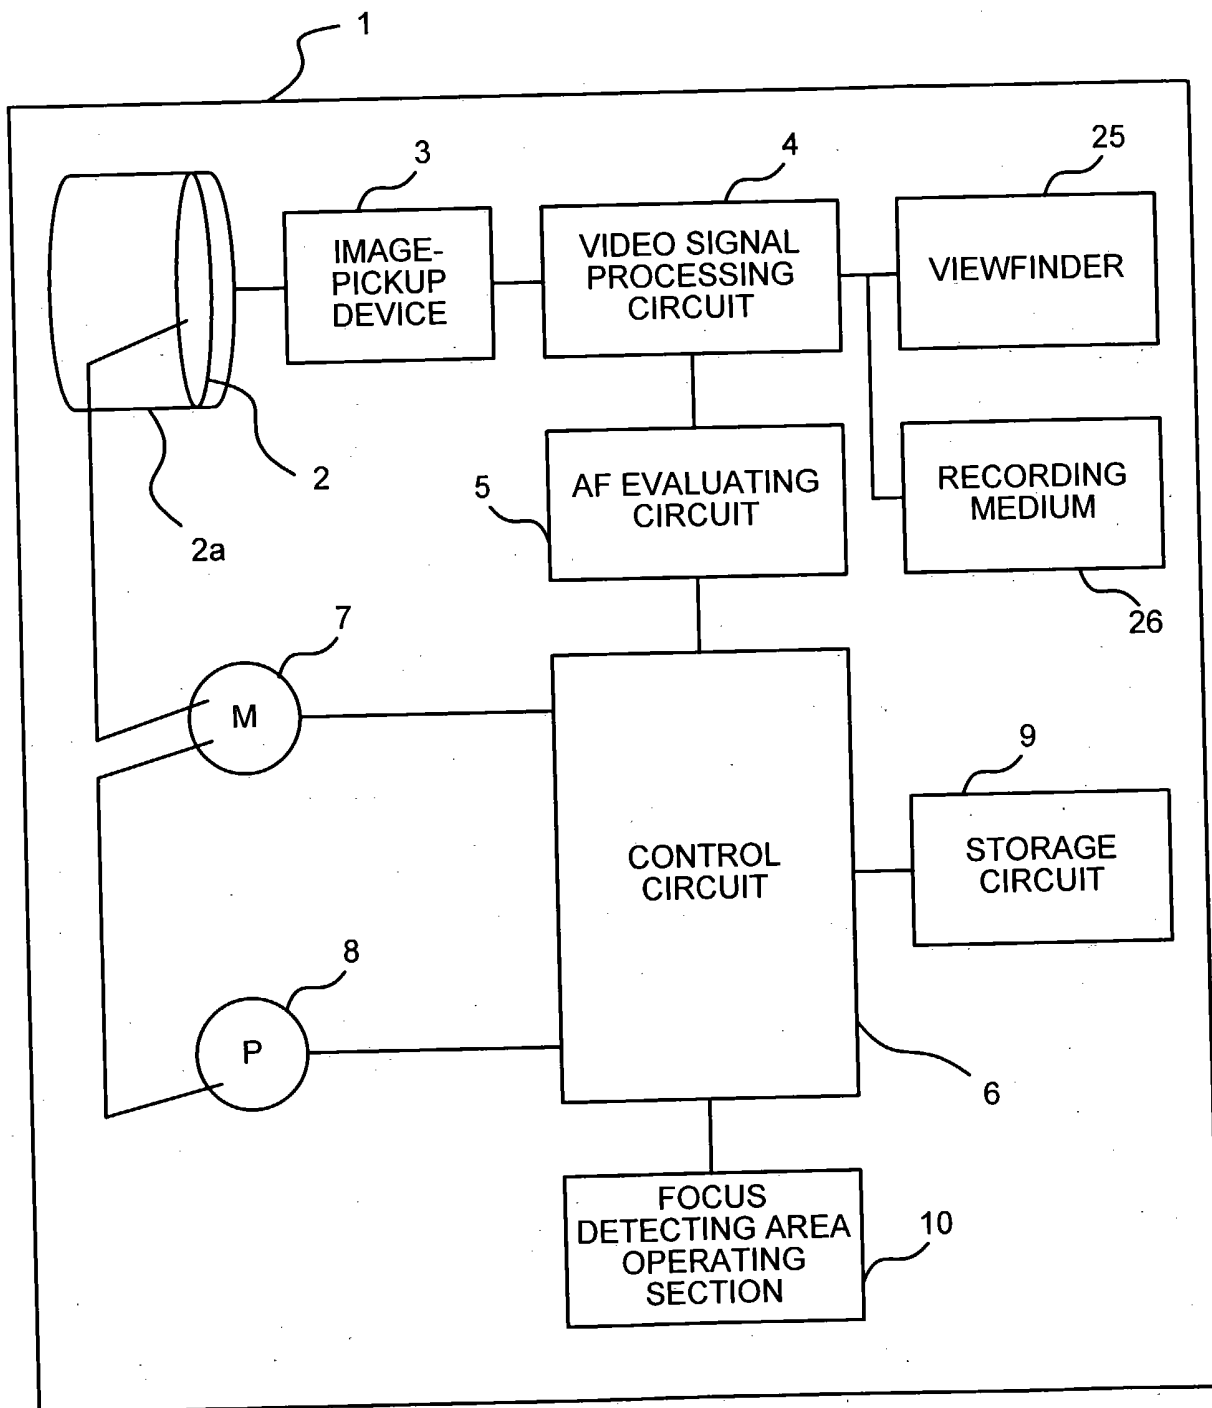 1
3
4
25
IMAGE-
PICKUP
DEVICE
VIDEO SIGNAL
PROCESSING
CIRCUIT
VIEWFINDER
2
2a
5
AF EVALUATING
CIRCUIT
RECORDING
MEDIUM
26
7
M
9
CONTROL
CIRCUIT
STORAGE
CIRCUIT
8
P
6
FOCUS
DETECTING AREA
OPERATING
SECTION
10